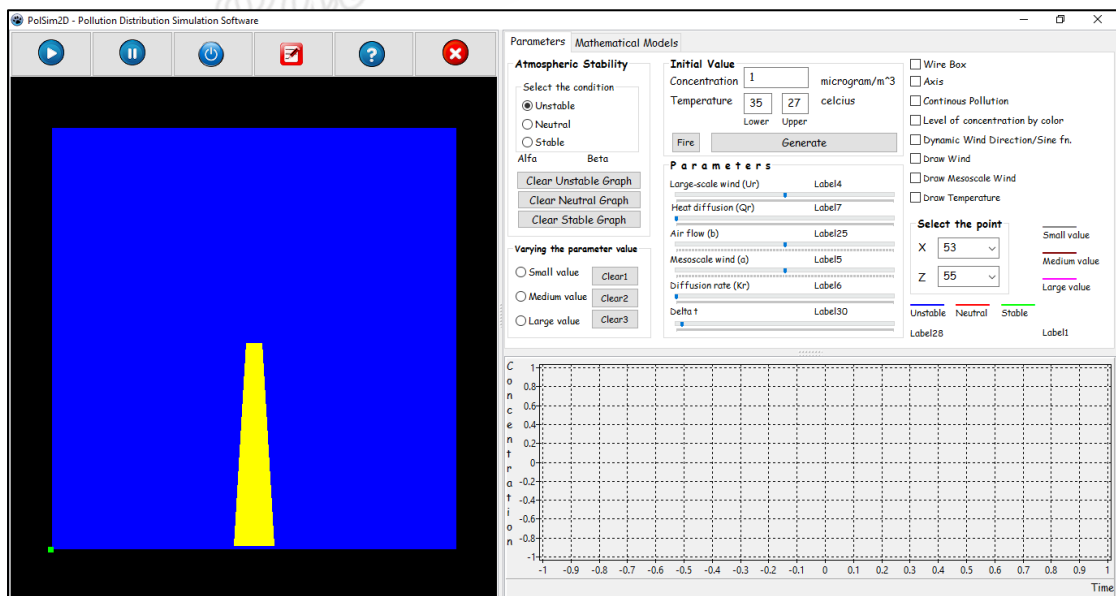 PolSim2D - Pollution Distribution Simulation Software
Parameters Mathematical Models
Atmospheric Stability
Select the condition
Unstable
Neutral
Stable
Alfa Beta
Clear Unstable Graph
Clear Neutral Graph
Clear Stable Graph
Varying the parameter value
Small value Clear1
Medium value Clear2
Large value Clear3
Initial Value
Concentration 1 microgram/m^3
Temperature 35 27 celcius
Lower Upper
Fire Generate
Parameters
Large-scale wind (Ur) Label4
Heat diffusion (Qr) Label7
Air flow (b) Label25
Mesoscale wind (a) Label5
Diffusion rate (Kr) Label6
Delta t Label30
Wire Box
Axis
Continous Pollution
Level of concentration by color
Dynamic Wind Direction/Sine fn.
Draw Wind
Draw Mesoscale Wind
Draw Temperature
Select the point
X 53
Z 55
Small value
Medium value
Large value
Unstable Neutral Stable
Label28 Label1
Concentration
1
0.8
0.6
0.4
0.2
0
-0.2
-0.4
-0.6
-0.8
-1
-1 -0.9 -0.8 -0.7 -0.6 -0.5 -0.4 -0.3 -0.2 -0.1 0 0.1 0.2 0.3 0.4 0.5 0.6 0.7 0.8 0.9 1
Time